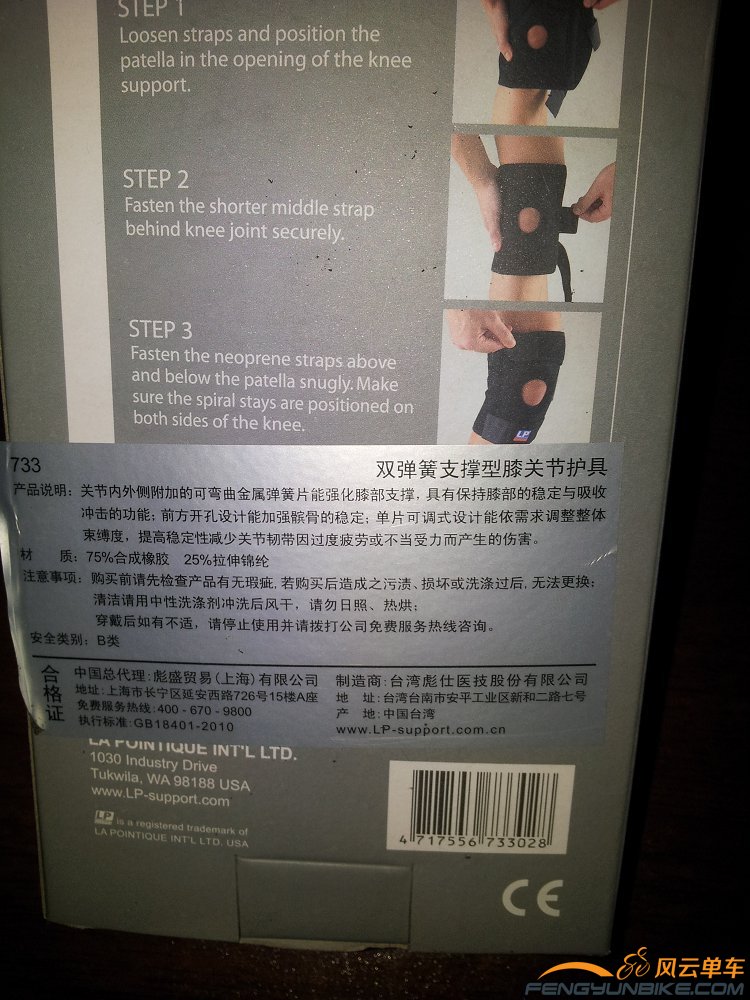 STEP 1
Loosen straps and position the
patella in the opening of the knee
support.
STEP 2
Fasten the shorter middle strap
behind knee joint securely.
STEP 3
Fasten the neoprene straps above
and below the patella snugly. Make
sure the spiral stays are positioned on
both sides of the knee.
LP
733 双弹簧支撑型膝关节护具
产品说明：关节内外侧附加的可弯曲金属弹簧片能强化膝部支撑，具有保持膝部的稳定与吸收
冲击的功能；前方开孔设计能加强髌骨的稳定；单片可调式设计能依需求调整整体
束缚度，提高稳定性减少关节韧带因过度疲劳或不当受力而产生的伤害。
材 质：75%合成橡胶 25%拉伸锦纶
注意事项：购买前请先检查产品有无瑕疵，若购买后造成之污渍、损坏或洗涤过后，无法更换；
清洁请用中性洗涤剂冲洗后风干，请勿日照、热烘；
穿戴后如有不适，请停止使用并请拨打公司免费服务热线咨询。
安全类别：B类
合格证
中国总代理：彪盛贸易（上海）有限公司
地址：上海市长宁区延安西路726号15楼A座
免费服务热线：400-670-9800
执行标准：GB18401-2010
制造商：台湾彪仕医技股份有限公司
地 址：台湾台南市安平工业区新和二路七号
产 地：中国台湾
www.LP-support.com.cn
LA POINTIQUE INT'L LTD.
1030 Industry Drive
Tukwila, WA 98188 USA
www.LP-support.com
LP is a registered trademark of
LA POINTIQUE INT'L LTD. USA
4 717556 733028
CE
风云单车
FENGYUNBIKE.COM